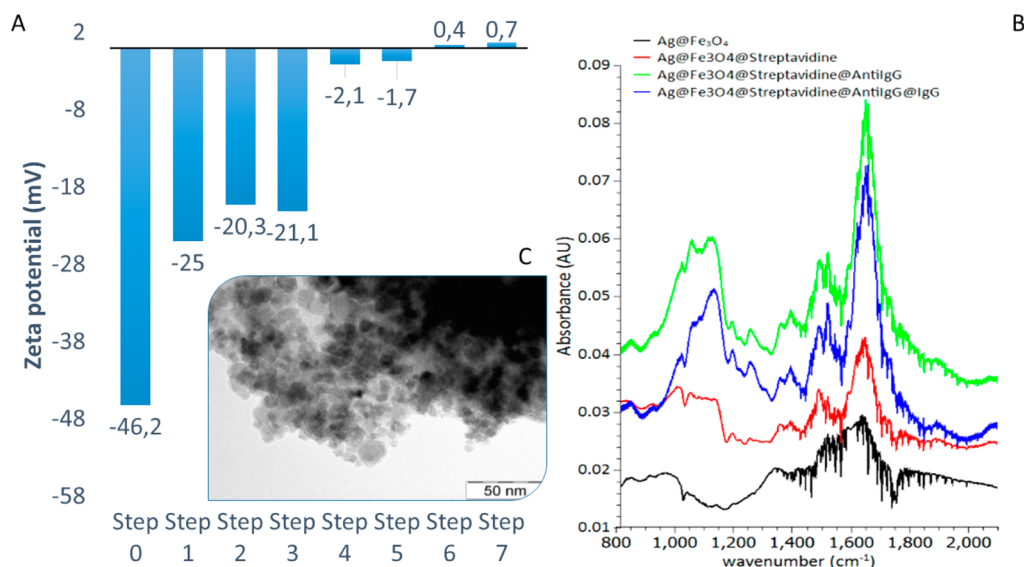 A
Zeta potential (mV)
2
-8
-18
-28
-38
-48
-58
-46,2
-25
-20,3
-21,1
-2,1
-1,7
0,4
0,7
Step 0
Step 1
Step 2
Step 3
Step 4
Step 5
Step 6
Step 7
C
50 nm
B
Ag@Fe₃O₄
Ag@Fe3O4@Streptavidine
Ag@Fe3O4@Streptavidine@AntiIgG
Ag@Fe3O4@Streptavidine@AntiIgG@IgG
Absorbance (AU)
0.09
0.08
0.07
0.06
0.05
0.04
0.03
0.02
0.01
800
1,000
1,200
1,400
1,600
1,800
2,000
wavenumber (cm⁻¹)